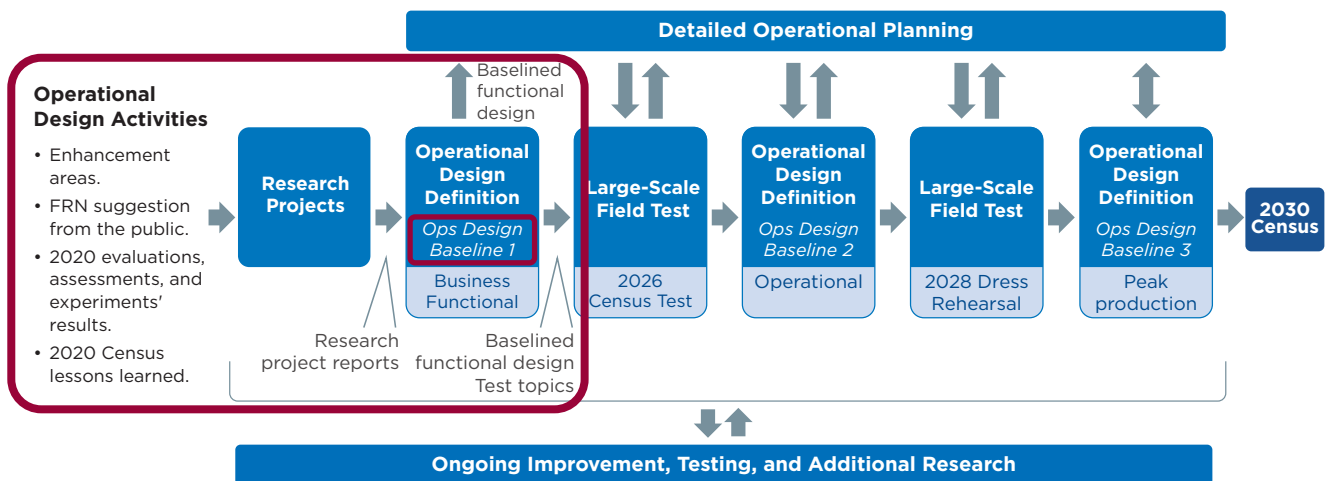 Detailed Operational Planning
Operational
Design Activities
• Enhancement
areas.
• FRN suggestion
from the public.
• 2020 evaluations,
assessments, and
experiments'
results.
• 2020 Census
lessons learned.
Research
Projects
Research
project reports
Baselined
functional
design
Operational
Design
Definition
Ops Design
Baseline 1
Business
Functional
Baselined
functional design
Test topics
Large-Scale
Field Test
2026
Census Test
Operational
Design
Definition
Ops Design
Baseline 2
Operational
Large-Scale
Field Test
2028 Dress
Rehearsal
Operational
Design
Definition
Ops Design
Baseline 3
Peak
production
2030
Census
Ongoing Improvement, Testing, and Additional Research